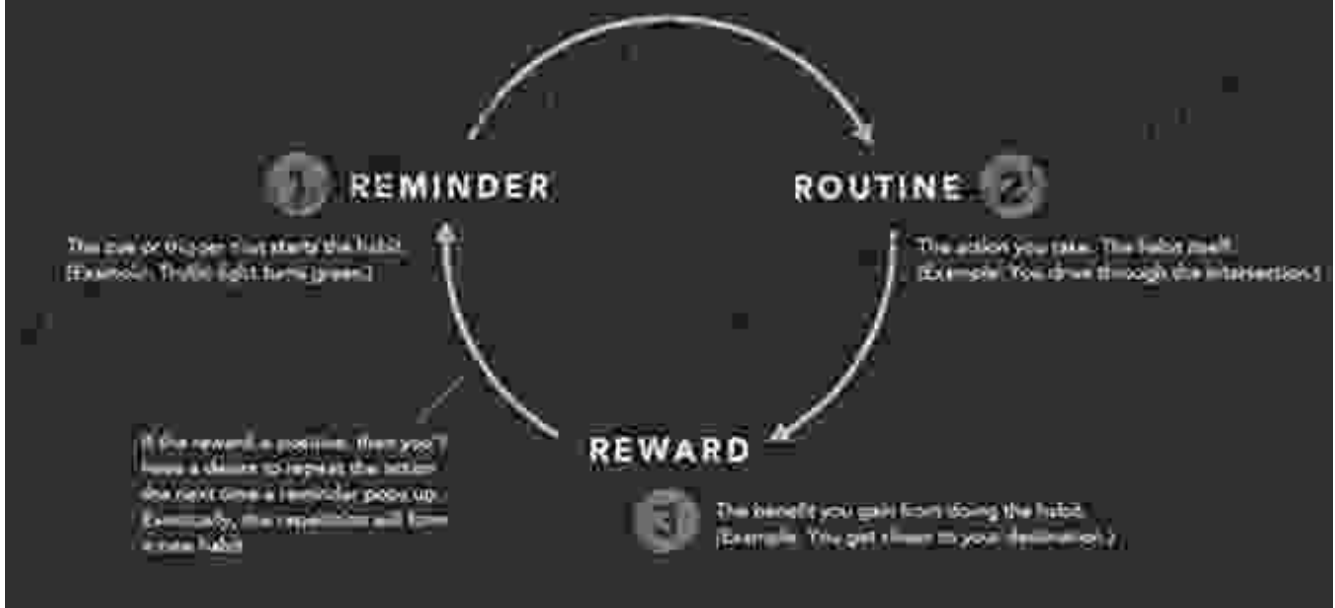 1 REMINDER
The cue or trigger that starts the habit.
(Example: Traffic light turns green.)
ROUTINE 2
The action you take. The habit itself.
(Example: You drive through the intersection.)
REWARD
3
The benefit you gain from doing the habit.
(Example: You get closer to your destination.)
If the reward is positive, then you'll
have a desire to repeat the action
the next time a reminder pops up.
the repetition will form
a new habit